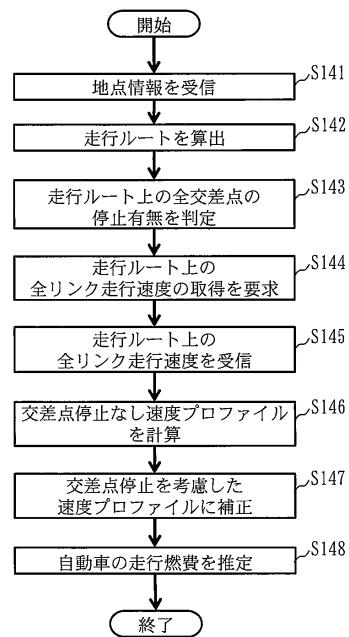 開始
地点情報を受信
S141
走行ルートを算出
S142
走行ルート上の全交差点の
停止有無を判定
S143
走行ルート上の
全リンク走行速度の取得を要求
S144
走行ルート上の
全リンク走行速度を受信
S145
交差点停止なし速度プロファイル
を計算
S146
交差点停止を考慮した
速度プロファイルに補正
S147
自動車の走行燃費を推定
S148
終了